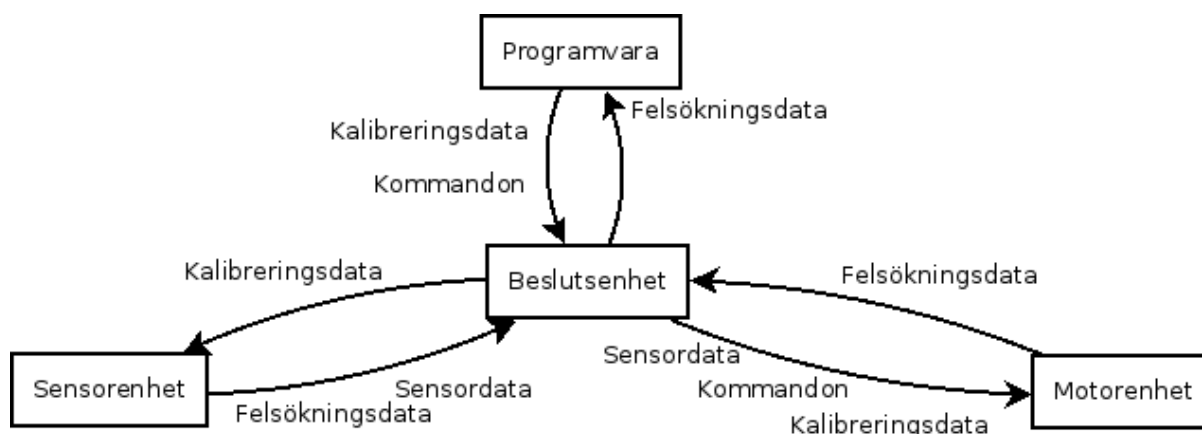 Programvara
Felsökningsdata
Kalibreringsdata
Kommandon
Kalibreringsdata
Beslutsenhet
Felsökningsdata
Sensordata
Sensorenhet
Sensordata
Kommandon
Motorenhet
Felsökningsdata
Kalibreringsdata